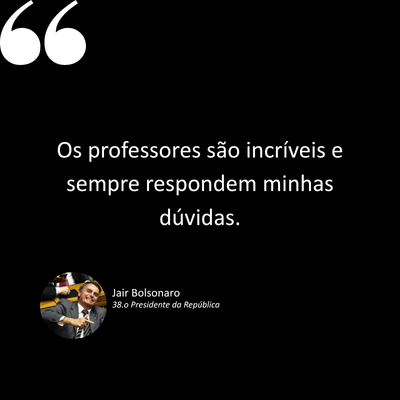 “
Os professores são incríveis e
sempre respondem minhas
dúvidas.
Jair Bolsonaro
38.o Presidente da República